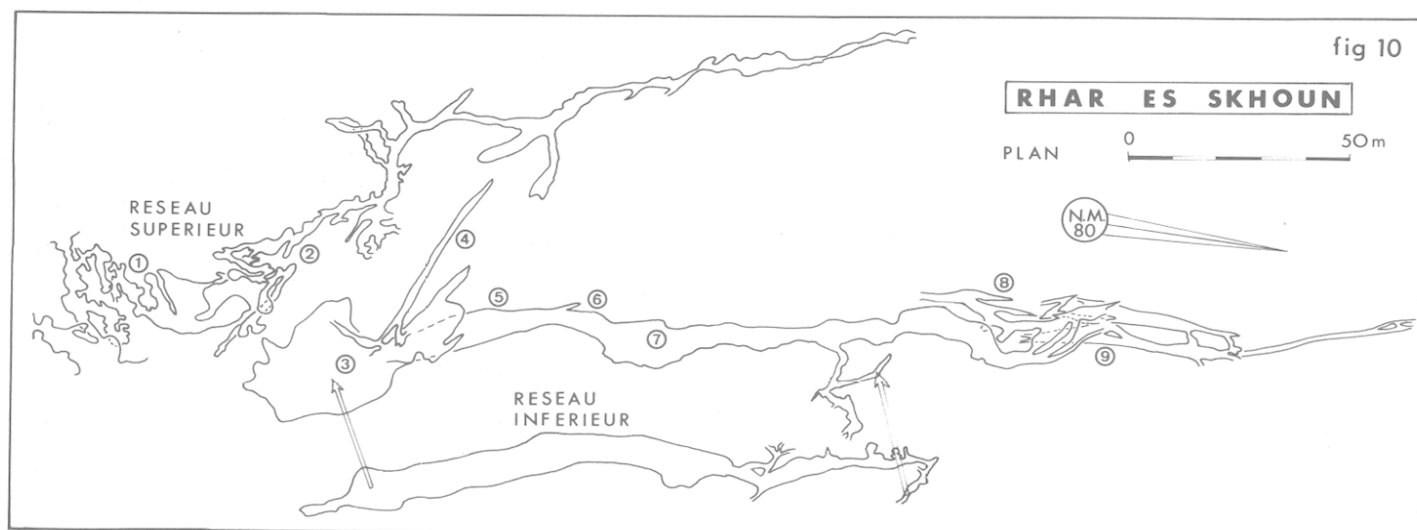 fig 10
RHAR ES SKHOUN
PLAN
0 50 m
N.M.
80
RESEAU
SUPERIEUR
1
2
3
4
5
6
7
8
9
RESEAU
INFERIEUR